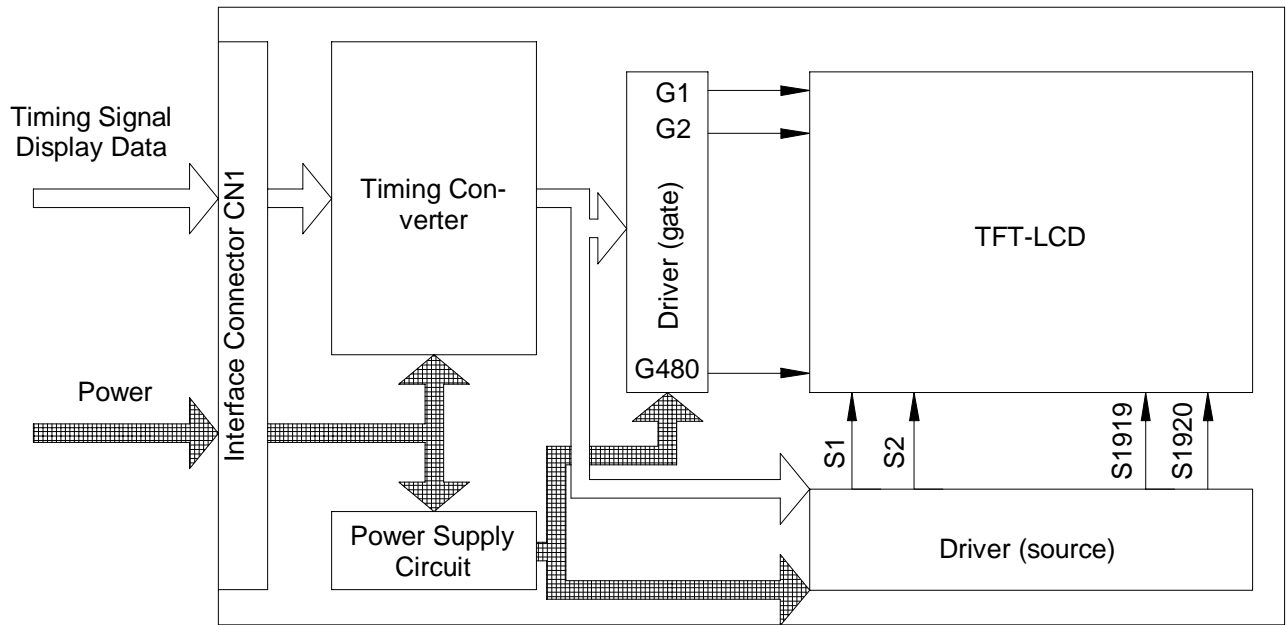 Timing Signal
Display Data
Power
Interface Connector CN1
Timing Con-
verter
Power Supply
Circuit
G1
G2
Driver (gate)
G480
TFT-LCD
S1
S2
S1919
S1920
Driver (source)